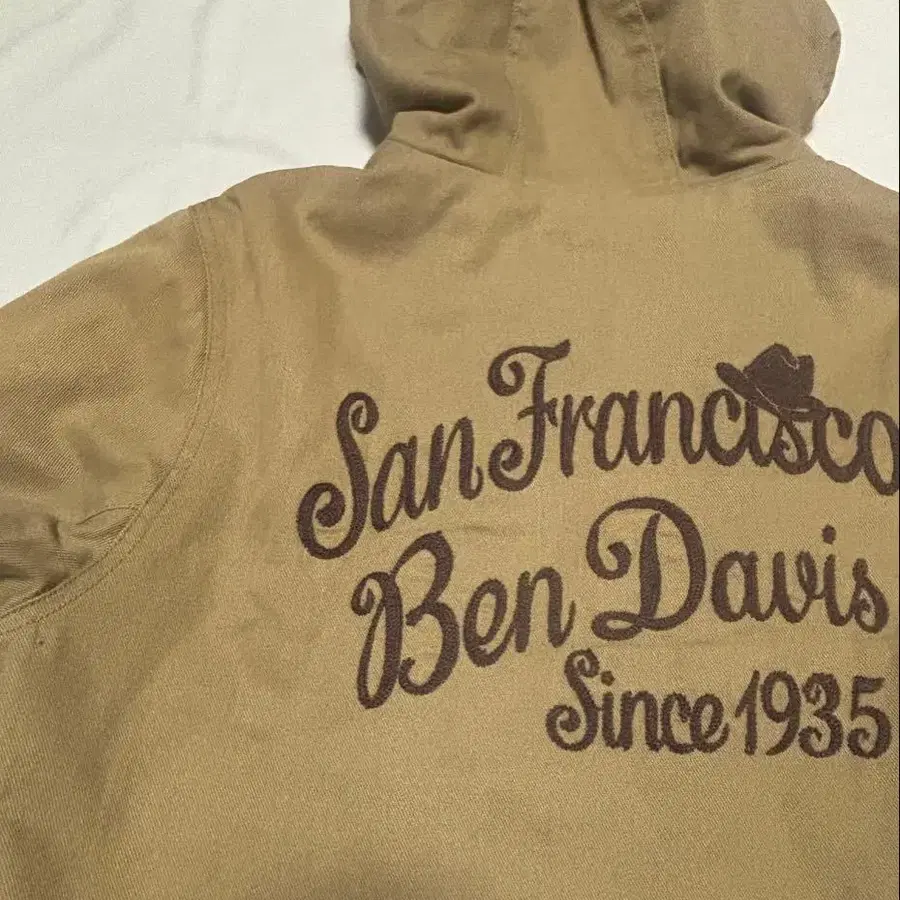 San Francisco
Ben Davis
Since 1935